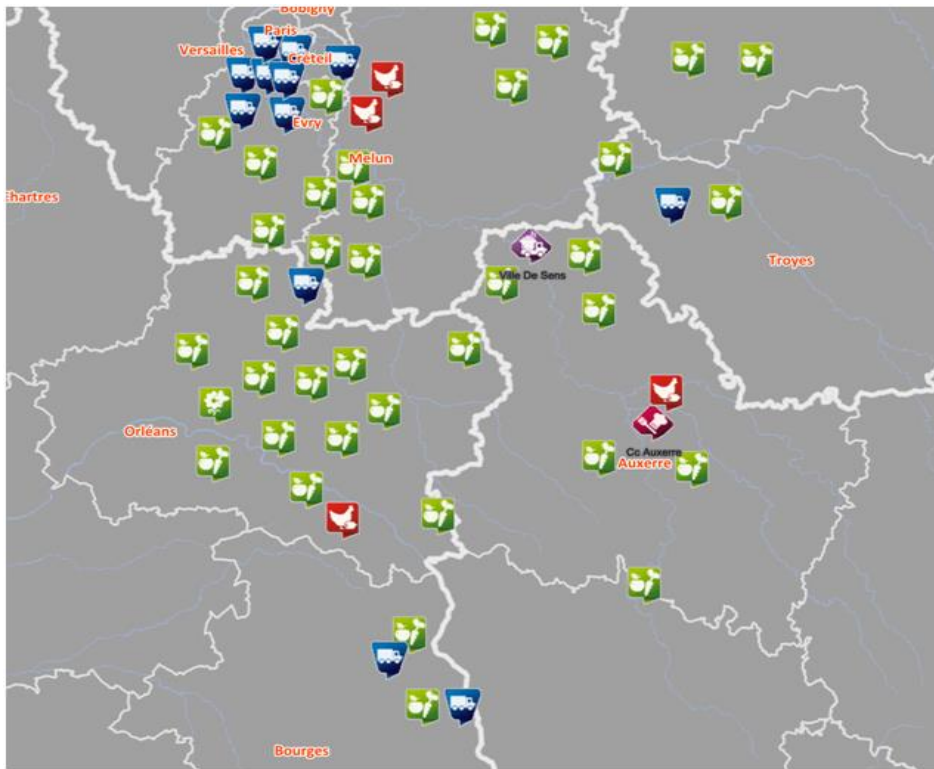 Bobigny
Paris
Versailles
Créteil
Evry
Melun
Chartres
Ville De Sens
Troyes
Orléans
Cc Auxerre
Auxerre
Bourges